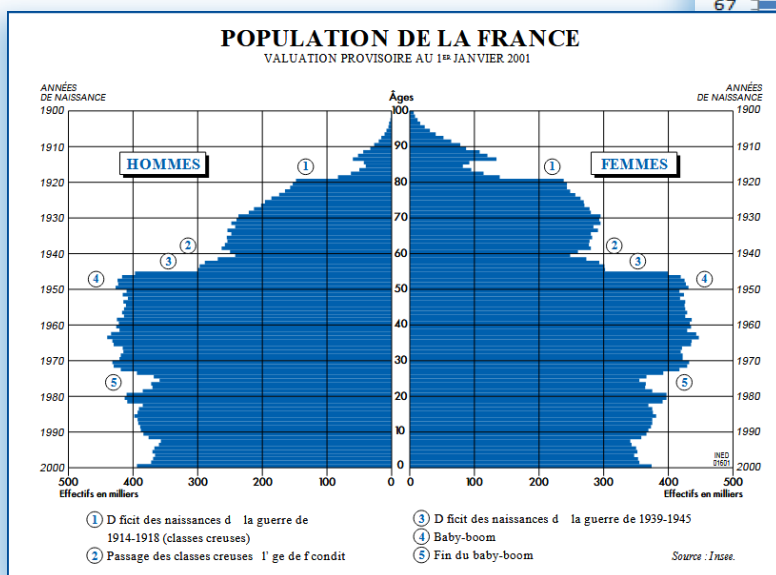 67
POPULATION DE LA FRANCE
VALUATION PROVISOIRE AU 1ER JANVIER 2001
ANNÉES
DE NAISSANCE
Âges
ANNÉES
DE NAISSANCE
1900 100 1900
1910 90 1910
HOMMES 1 1 FEMMES
1920 80 1920
1930 70 1930
2 2
1940 60 1940
3 3
4 4
1950 50 1950
1960 40 1960
1970 30 1970
5 5
1980 20 1980
1990 10 1990
INED
01601
2000 0 2000
500 400 300 200 100 0 0 100 200 300 400 500
Effectifs en milliers Effectifs en milliers
1 D ficit des naissances d la guerre de
1914-1918 (classes creuses)
2 Passage des classes creuses l' ge de f condit
3 D ficit des naissances d la guerre de 1939-1945
4 Baby-boom
5 Fin du baby-boom
Source : Insee.